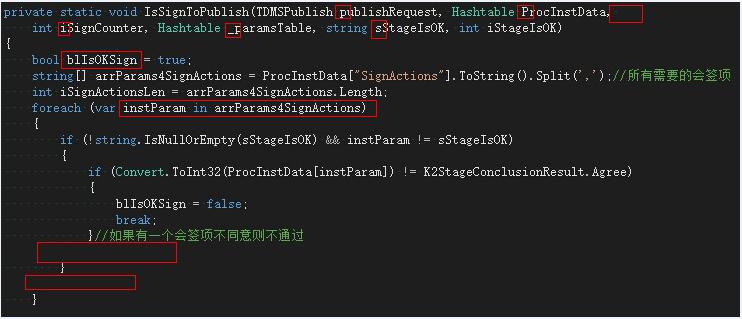 private static void IsSignToPublish(TDMSPublish publishRequest, Hashtable ProcInstData,
int iSignCounter, Hashtable _paramsTable, string sStageIsOK, int iStageIsOK)
{
bool blIsOKSign = true;
string[] arrParams4SignActions = ProcInstData["SignActions"].ToString().Split(',');//所有需要的会签项
int iSignActionsLen = arrParams4SignActions.Length;
foreach (var instParam in arrParams4SignActions)
{
if (!string.IsNullOrEmpty(sStageIsOK) && instParam != sStageIsOK)
{
if (Convert.ToInt32(ProcInstData[instParam]) != K2StageConclusionResult.Agree)
{
blIsOKSign = false;
break;
}//如果有一个会签项不同意则不通过
}
}